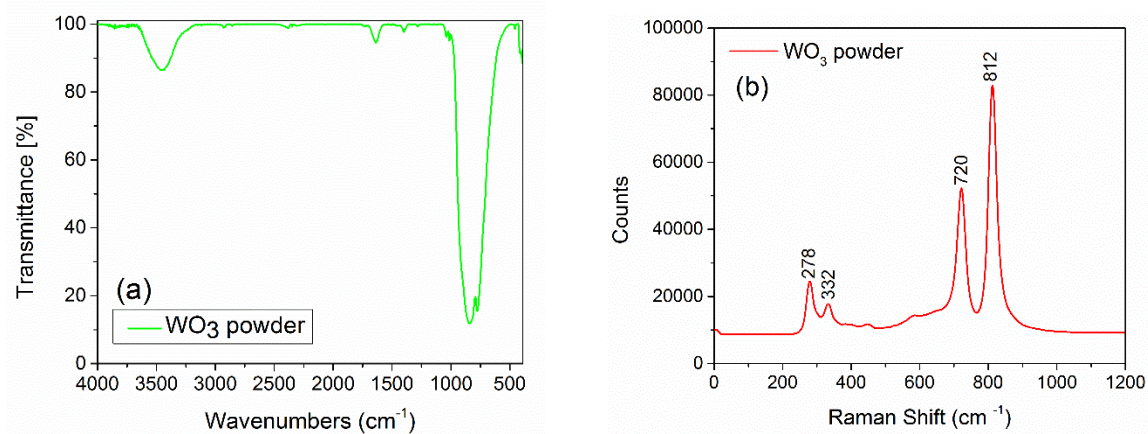 100
80
60
40
20
0
Transmittance [%]
(a)
WO3 powder
4000 3500 3000 2500 2000 1500 1000 500
Wavenumbers (cm⁻¹)
100000
80000
60000
40000
20000
0
Counts
(b)
WO₃ powder
278
332
720
812
0 200 400 600 800 1000 1200
Raman Shift (cm ⁻¹)